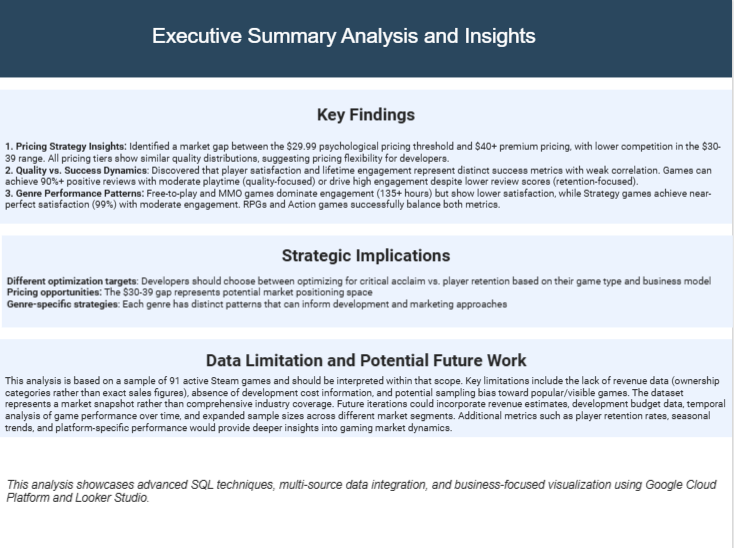 Executive Summary Analysis and Insights
Key Findings
1. Pricing Strategy Insights: Identified a market gap between the $29.99 psychological pricing threshold and $40+ premium pricing, with lower competition in the $30-
39 range. All pricing tiers show similar quality distributions, suggesting pricing flexibility for developers.
2. Quality vs. Success Dynamics: Discovered that player satisfaction and lifetime engagement represent distinct success metrics with weak correlation. Games can
achieve 90%+ positive reviews with moderate playtime (quality-focused) or drive high engagement despite lower review scores (retention-focused).
3. Genre Performance Patterns: Free-to-play and MMO games dominate engagement (135+ hours) but show lower satisfaction, while Strategy games achieve near-
perfect satisfaction (99%) with moderate engagement. RPGs and Action games successfully balance both metrics.
Strategic Implications
Different optimization targets: Developers should choose between optimizing for critical acclaim vs. player retention based on their game type and business model
Pricing opportunities: The $30-39 gap represents potential market positioning space
Genre-specific strategies: Each genre has distinct patterns that can inform development and marketing approaches
Data Limitation and Potential Future Work
This analysis is based on a sample of 91 active Steam games and should be interpreted within that scope. Key limitations include the lack of revenue data (ownership
categories rather than exact sales figures), absence of development cost information, and potential sampling bias toward popular/visible games. The dataset
represents a market snapshot rather than comprehensive industry coverage. Future iterations could incorporate revenue estimates, development budget data, temporal
analysis of game performance over time, and expanded sample sizes across different market segments. Additional metrics such as player retention rates, seasonal
trends, and platform-specific performance would provide deeper insights into gaming market dynamics.
This analysis showcases advanced SQL techniques, multi-source data integration, and business-focused visualization using Google Cloud
Platform and Looker Studio.